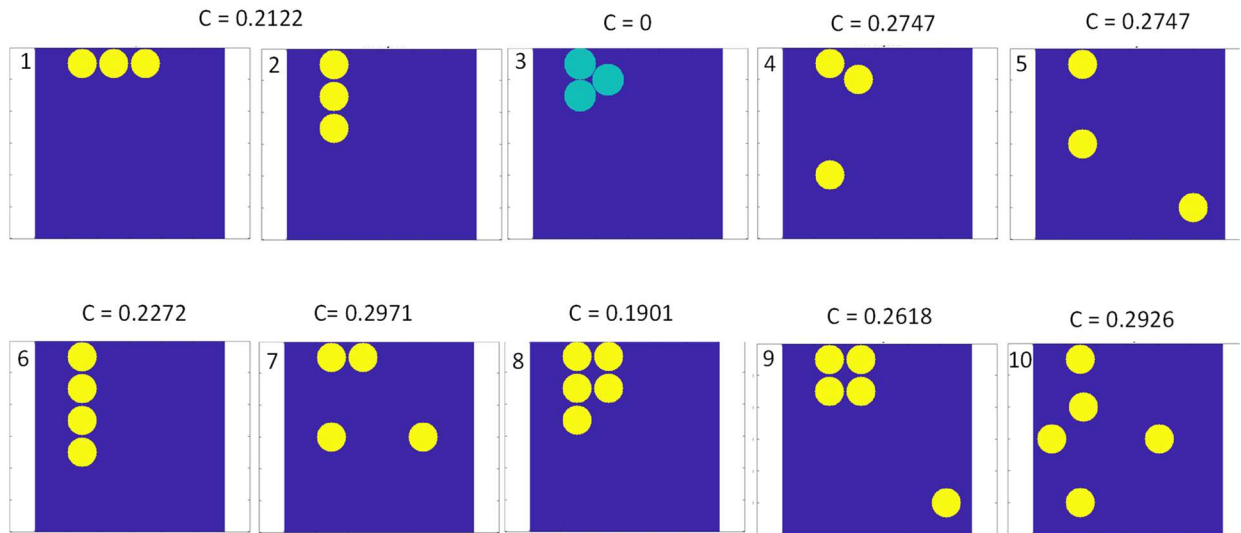 C = 0.2122
C = 0
C = 0.2747
C = 0.2747
1
2
3
4
5
C = 0.2272
C= 0.2971
C = 0.1901
C = 0.2618
C = 0.2926
6
7
8
9
10